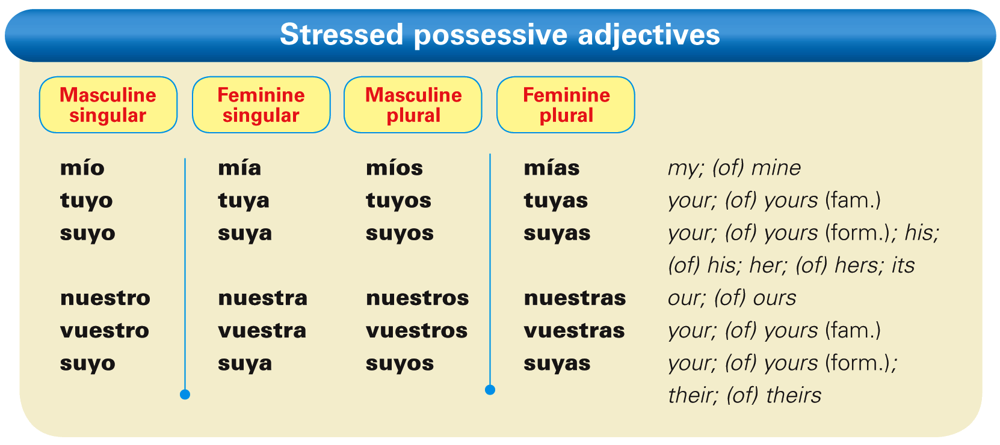 Stressed possessive adjectives
Masculine singular
Feminine singular
Masculine plural
Feminine plural
mío mía míos mías my; (of) mine
tuyo tuya tuyos tuyas your; (of) yours (fam.)
suyo suya suyos suyas your; (of) yours (form.); his;
(of) his; her; (of) hers; its
nuestro nuestra nuestros nuestras our; (of) ours
vuestro vuestra vuestros vuestras your; (of) yours (fam.)
suyo suya suyos suyas your; (of) yours (form.);
their; (of) theirs